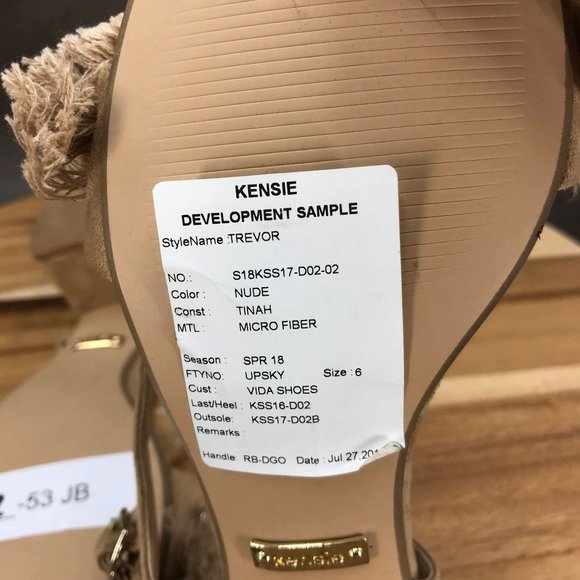 KENSIE
DEVELOPMENT SAMPLE
StyleName :TREVOR
NO.: S18KSS17-D02-02
Color : NUDE
Const : TINAH
MTL : MICRO FIBER
Season : SPR 18
FTYNO: UPSKY Size : 6
Cust : VIDA SHOES
Last/Heel : KSS16-D02
Outsole: KSS17-D02B
Remarks :
Handle: RB-DGO Date : Jul 27,201
-53 JB
kensie